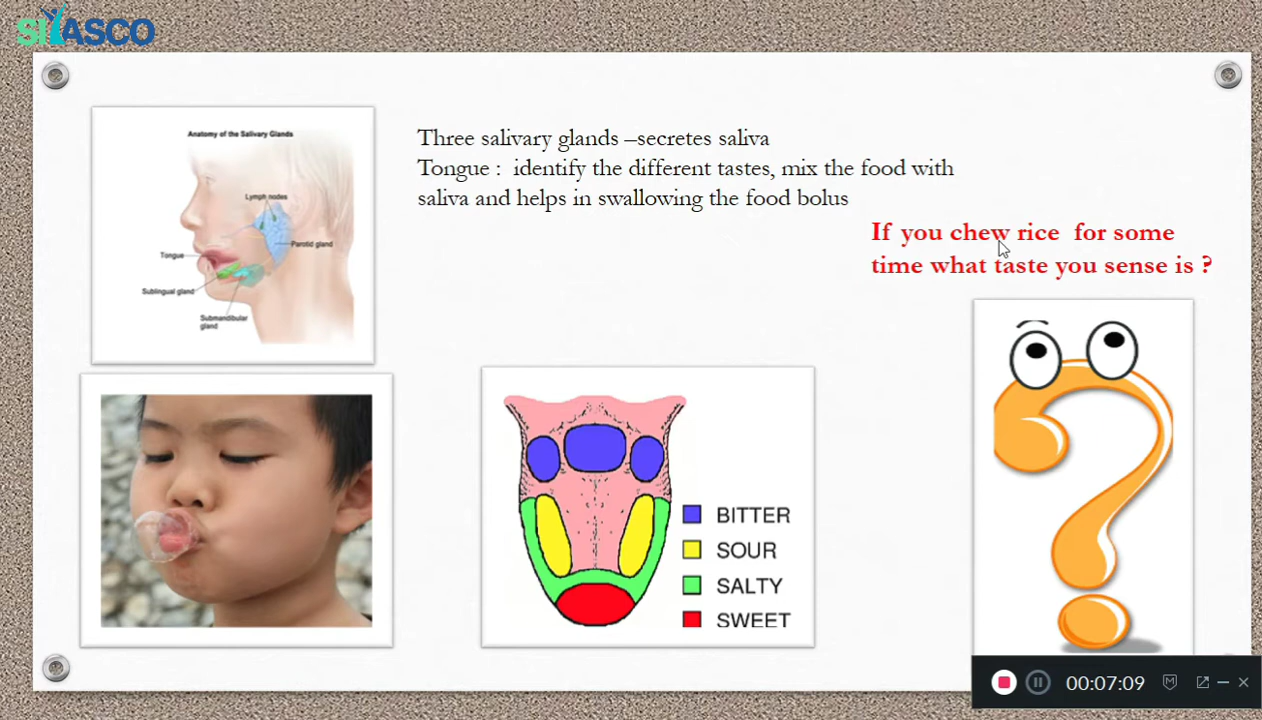 SIYASCO
Anatomy of the Salivary Glands
Lymph nodes
Parotid gland
Tongue
Sublingual gland
Submandibular
gland
Three salivary glands –secretes saliva
Tongue : identify the different tastes, mix the food with
saliva and helps in swallowing the food bolus
If you chew rice for some
time what taste you sense is ?
BITTER
SOUR
SALTY
SWEET
00:07:09